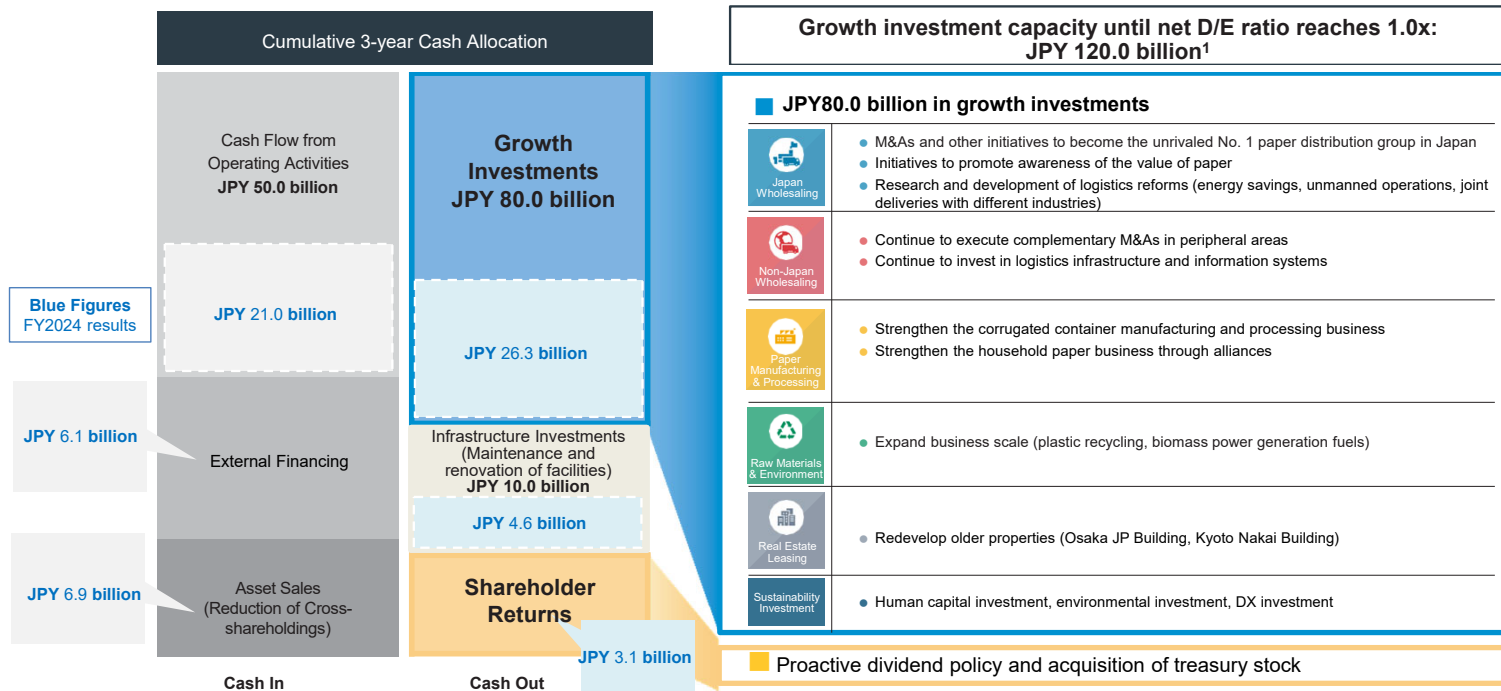 Cumulative 3-year Cash Allocation
Growth investment capacity until net D/E ratio reaches 1.0x:
JPY 120.0 billion¹
Cash Flow from
Operating Activities
JPY 50.0 billion
JPY 21.0 billion
Blue Figures
FY2024 results
JPY 6.1 billion
External Financing
JPY 6.9 billion
Asset Sales
(Reduction of Cross-
shareholdings)
Cash In
Growth
Investments
JPY 80.0 billion
JPY 26.3 billion
Infrastructure Investments
(Maintenance and
renovation of facilities)
JPY 10.0 billion
JPY 4.6 billion
Shareholder
Returns
JPY 3.1 billion
Cash Out
JPY80.0 billion in growth investments
Japan
Wholesaling
M&As and other initiatives to become the unrivaled No. 1 paper distribution group in Japan
Initiatives to promote awareness of the value of paper
Research and development of logistics reforms (energy savings, unmanned operations, joint
deliveries with different industries)
Non-Japan
Wholesaling
Continue to execute complementary M&As in peripheral areas
Continue to invest in logistics infrastructure and information systems
Paper
Manufacturing
& Processing
Strengthen the corrugated container manufacturing and processing business
Strengthen the household paper business through alliances
Raw Materials
& Environment
Expand business scale (plastic recycling, biomass power generation fuels)
Real Estate
Leasing
Redevelop older properties (Osaka JP Building, Kyoto Nakai Building)
Sustainability
Investment
Human capital investment, environmental investment, DX investment
Proactive dividend policy and acquisition of treasury stock